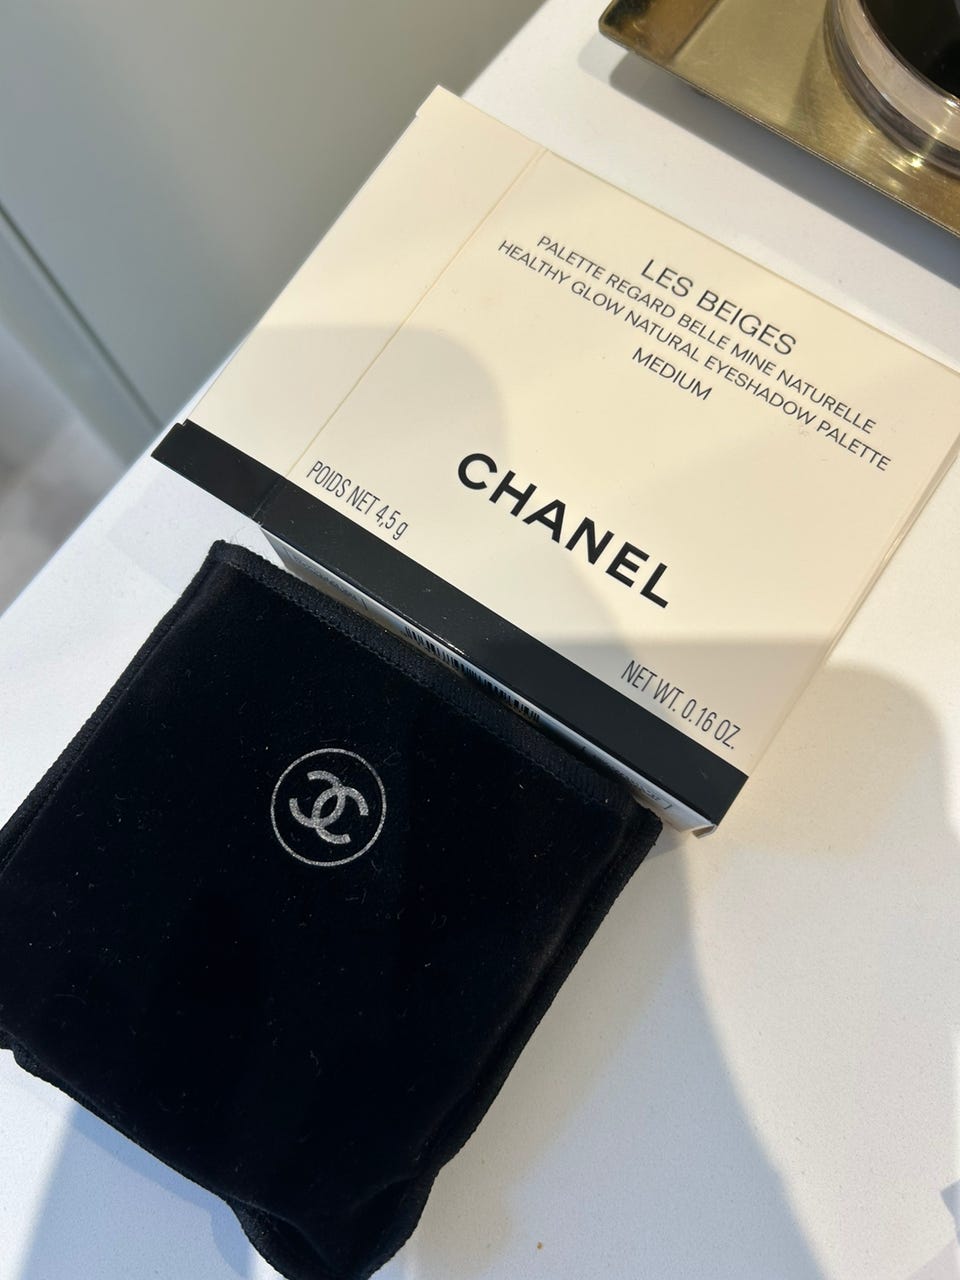 LES BEIGES
PALETTE REGARD BELLE MINE NATURELLE
HEALTHY GLOW NATURAL EYESHADOW PALETTE
MEDIUM
CHANEL
POIDS NET 4,5 g
NET WT. 0.16 OZ.